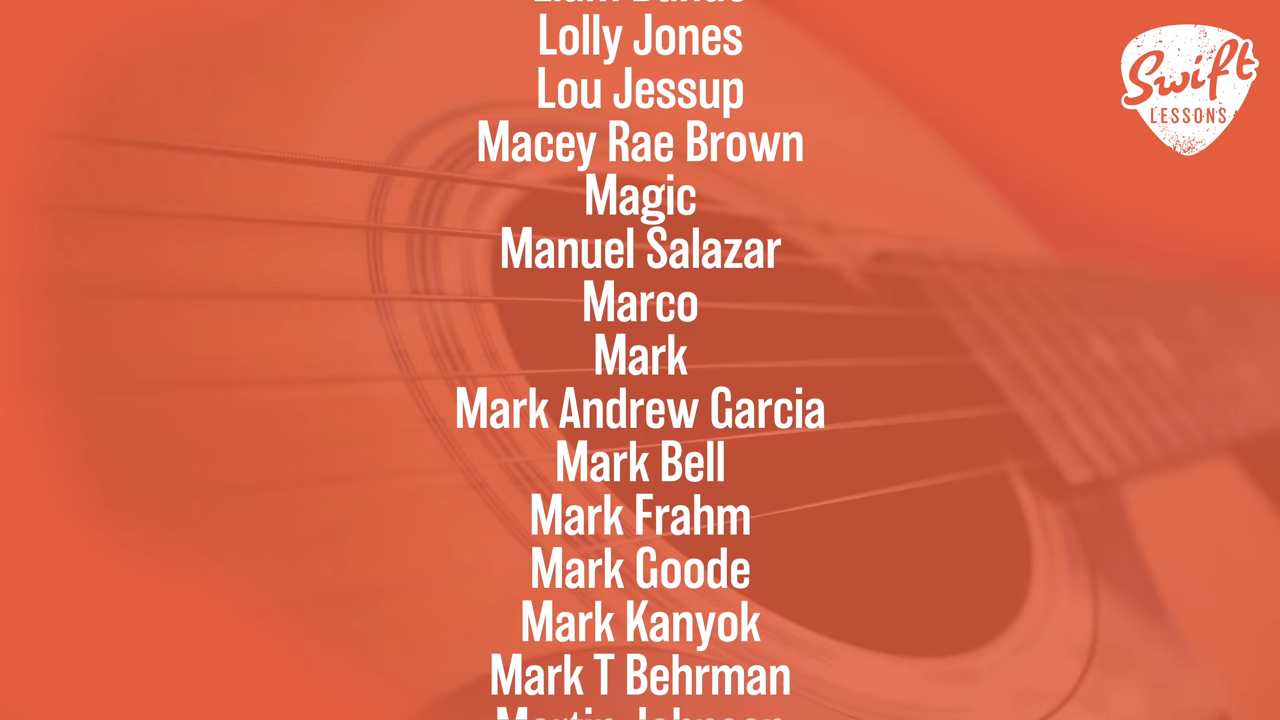 Lolly Jones
Lou Jessup
Macey Rae Brown
Magic
Manuel Salazar
Marco
Mark
Mark Andrew Garcia
Mark Bell
Mark Frahm
Mark Goode
Mark Kanyok
Mark T Behrman
Swift
LESSONS